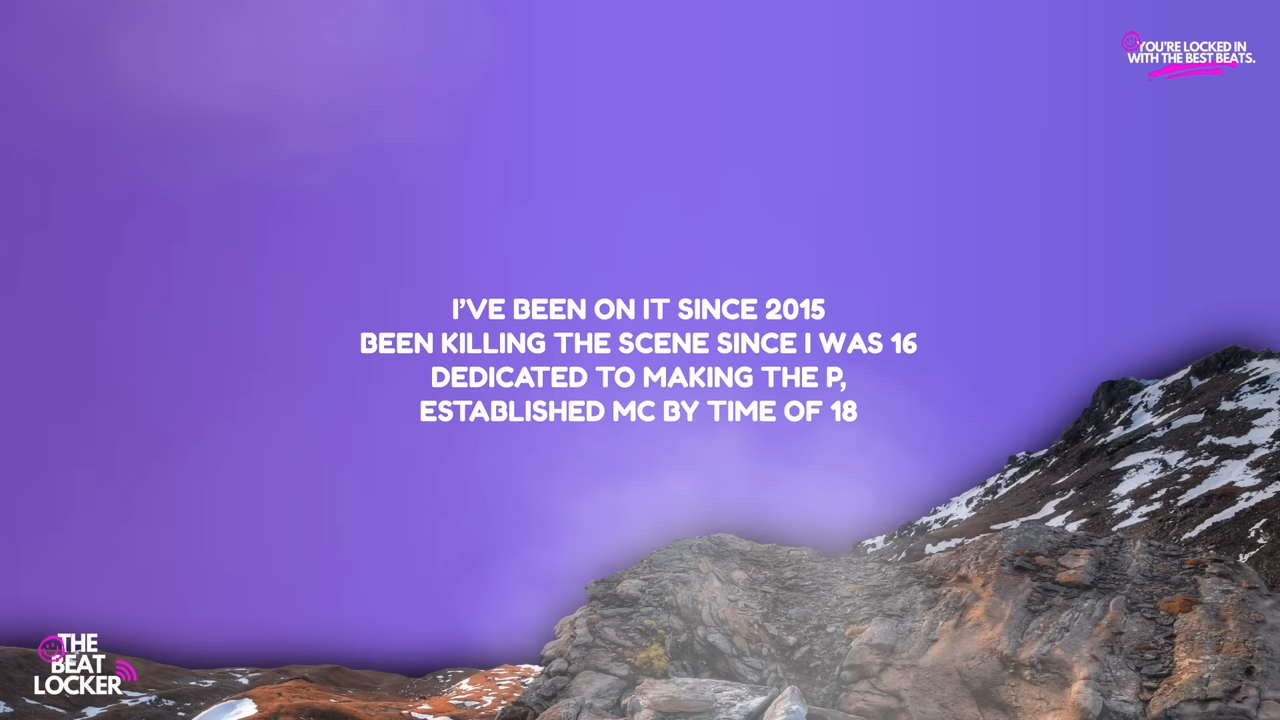 YOU'RE LOCKED IN
WITH THE BEST BEATS.
I'VE BEEN ON IT SINCE 2015
BEEN KILLING THE SCENE SINCE I WAS 16
DEDICATED TO MAKING THE P,
ESTABLISHED MC BY TIME OF 18
THE
BEAT
LOCKER